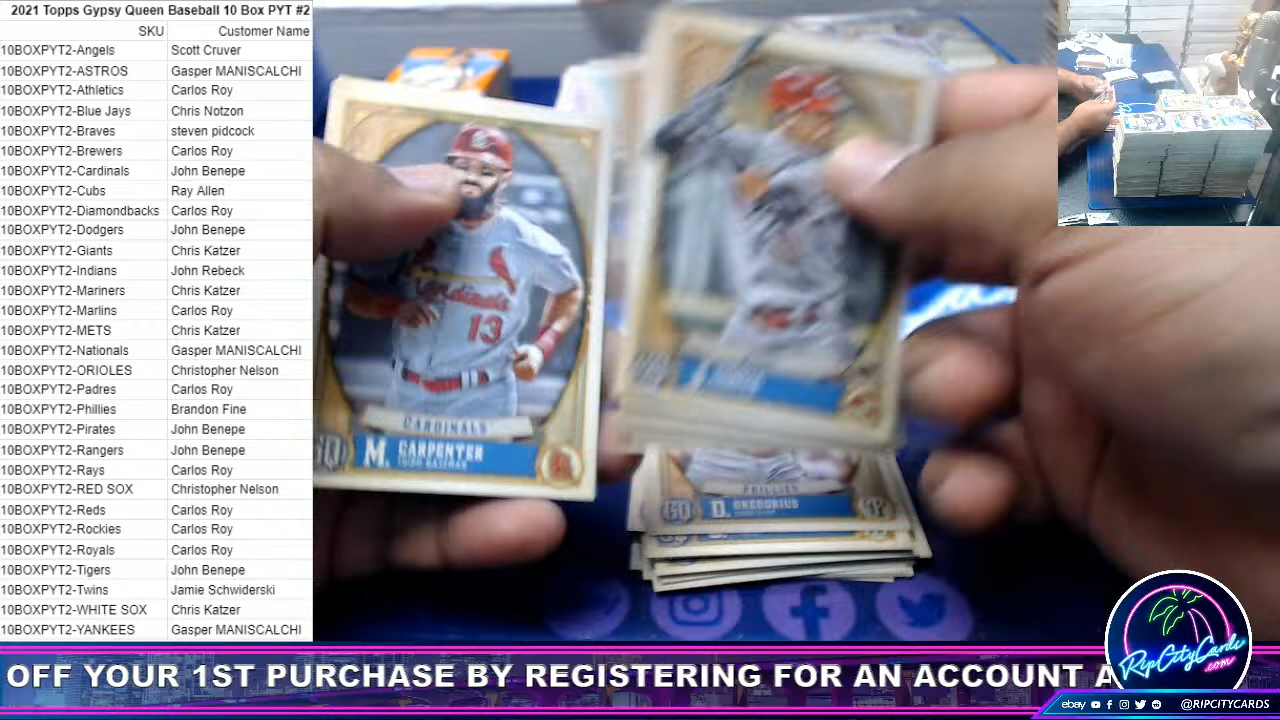 2021 Topps Gypsy Queen Baseball 10 Box PYT #2
SKU Customer Name
10BOXPYT2-Angels Scott Cruver
10BOXPYT2-ASTROS Gasper MANISCALCHI
10BOXPYT2-Athletics Carlos Roy
10BOXPYT2-Blue Jays Chris Notzon
10BOXPYT2-Braves steven pidcock
10BOXPYT2-Brewers Carlos Roy
10BOXPYT2-Cardinals John Benepe
10BOXPYT2-Cubs Ray Allen
10BOXPYT2-Diamondbacks Carlos Roy
10BOXPYT2-Dodgers John Benepe
10BOXPYT2-Giants Chris Katzer
10BOXPYT2-Indians John Rebeck
10BOXPYT2-Mariners Chris Katzer
10BOXPYT2-Marlins Carlos Roy
10BOXPYT2-METS Chris Katzer
10BOXPYT2-Nationals Gasper MANISCALCHI
10BOXPYT2-ORIOLES Christopher Nelson
10BOXPYT2-Padres Carlos Roy
10BOXPYT2-Phillies Brandon Fine
10BOXPYT2-Pirates John Benepe
10BOXPYT2-Rangers John Benepe
10BOXPYT2-Rays Carlos Roy
10BOXPYT2-RED SOX Christopher Nelson
10BOXPYT2-Reds Carlos Roy
10BOXPYT2-Rockies Carlos Roy
10BOXPYT2-Royals Carlos Roy
10BOXPYT2-Tigers John Benepe
10BOXPYT2-Twins Jamie Schwiderski
10BOXPYT2-WHITE SOX Chris Katzer
10BOXPYT2-YANKEES Gasper MANISCALCHI
Cardinals
13
CARDINALS
GQ M. CARPENTER
THIRD BASEMAN
GQ D. GREGORIUS
OFF YOUR 1ST PURCHASE BY REGISTERING FOR AN ACCOUNT A
RipCityCards
.com
ebay @RIPCITYCARDS